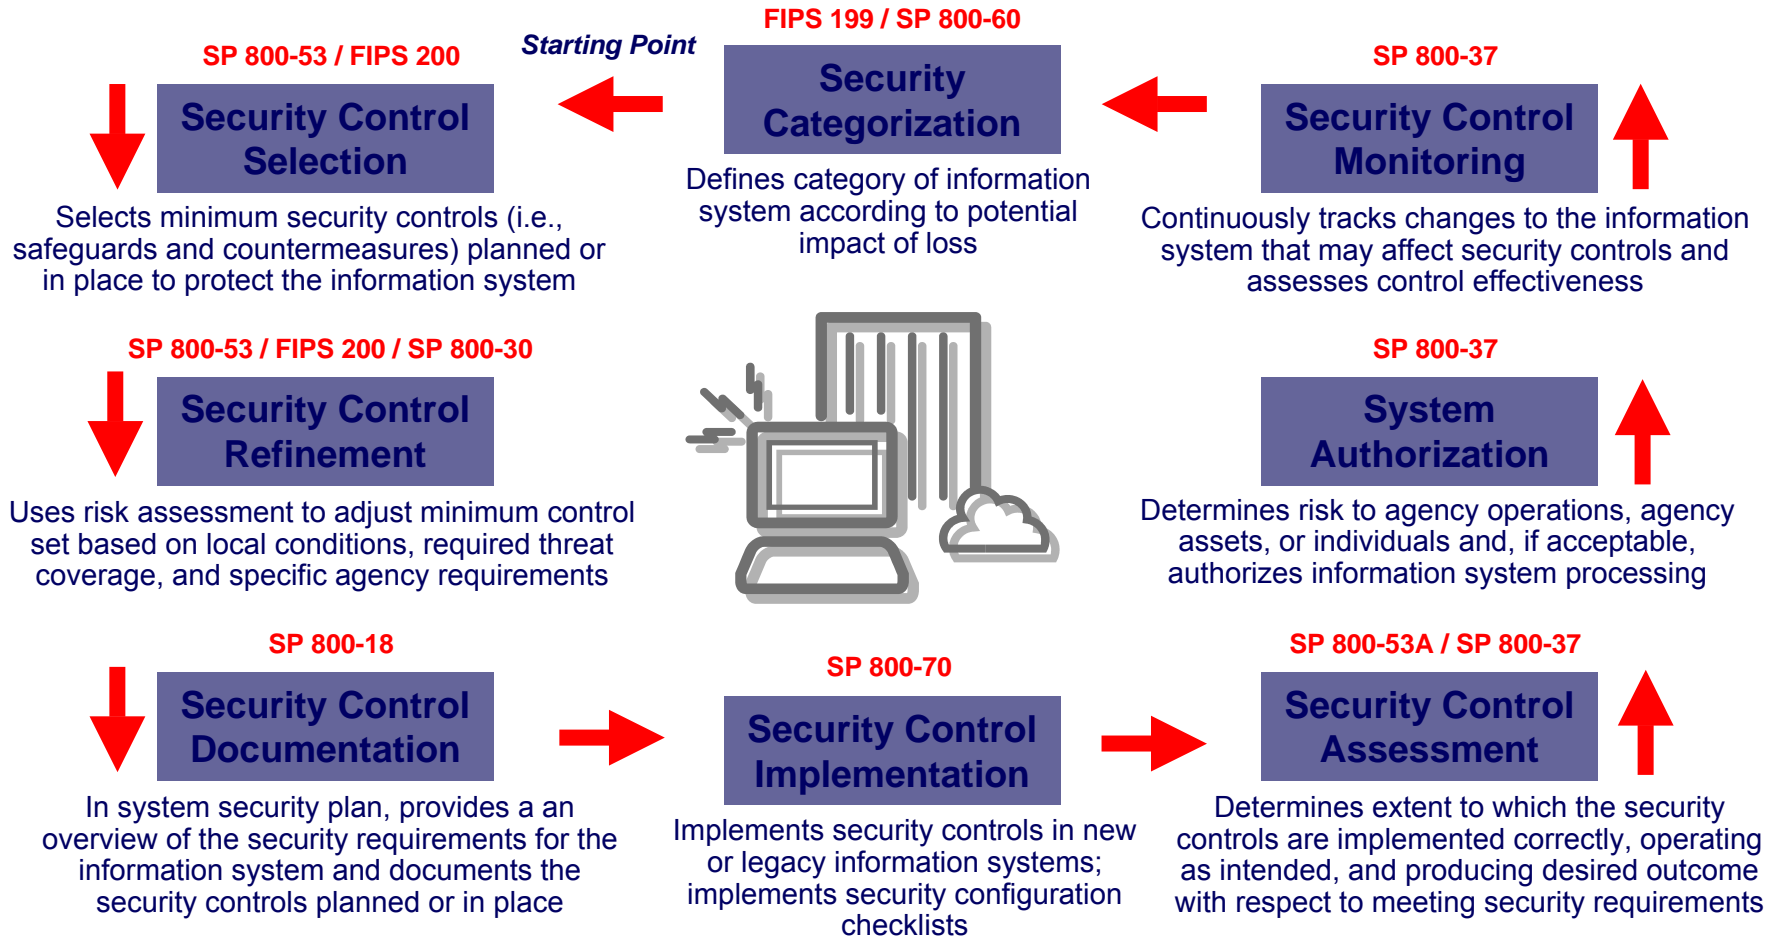 Starting Point
FIPS 199 / SP 800-60
Security
Categorization
Defines category of information
system according to potential
impact of loss
SP 800-53 / FIPS 200
Security Control
Selection
Selects minimum security controls (i.e.,
safeguards and countermeasures) planned or
in place to protect the information system
SP 800-53 / FIPS 200 / SP 800-30
Security Control
Refinement
Uses risk assessment to adjust minimum control
set based on local conditions, required threat
coverage, and specific agency requirements
SP 800-18
Security Control
Documentation
In system security plan, provides a an
overview of the security requirements for the
information system and documents the
security controls planned or in place
SP 800-70
Security Control
Implementation
Implements security controls in new
or legacy information systems;
implements security configuration
checklists
SP 800-53A / SP 800-37
Security Control
Assessment
Determines extent to which the security
controls are implemented correctly, operating
as intended, and producing desired outcome
with respect to meeting security requirements
SP 800-37
System
Authorization
Determines risk to agency operations, agency
assets, or individuals and, if acceptable,
authorizes information system processing
SP 800-37
Security Control
Monitoring
Continuously tracks changes to the information
system that may affect security controls and
assesses control effectiveness